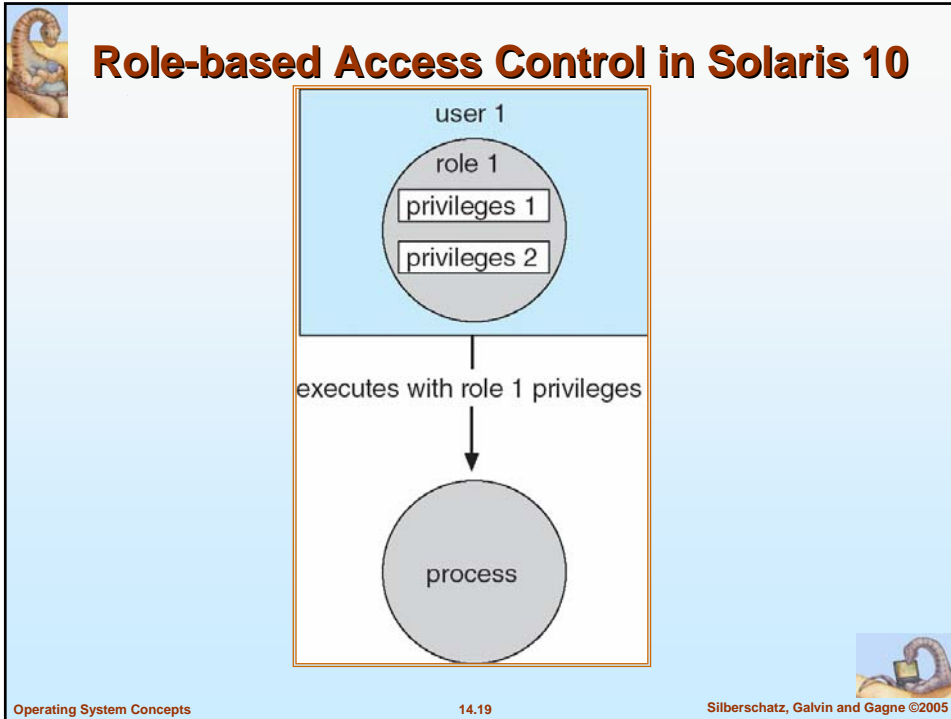 Role-based Access Control in Solaris 10
user 1
role 1
privileges 1
privileges 2
executes with role 1 privileges
process
Operating System Concepts
14.19
Silberschatz, Galvin and Gagne ©2005